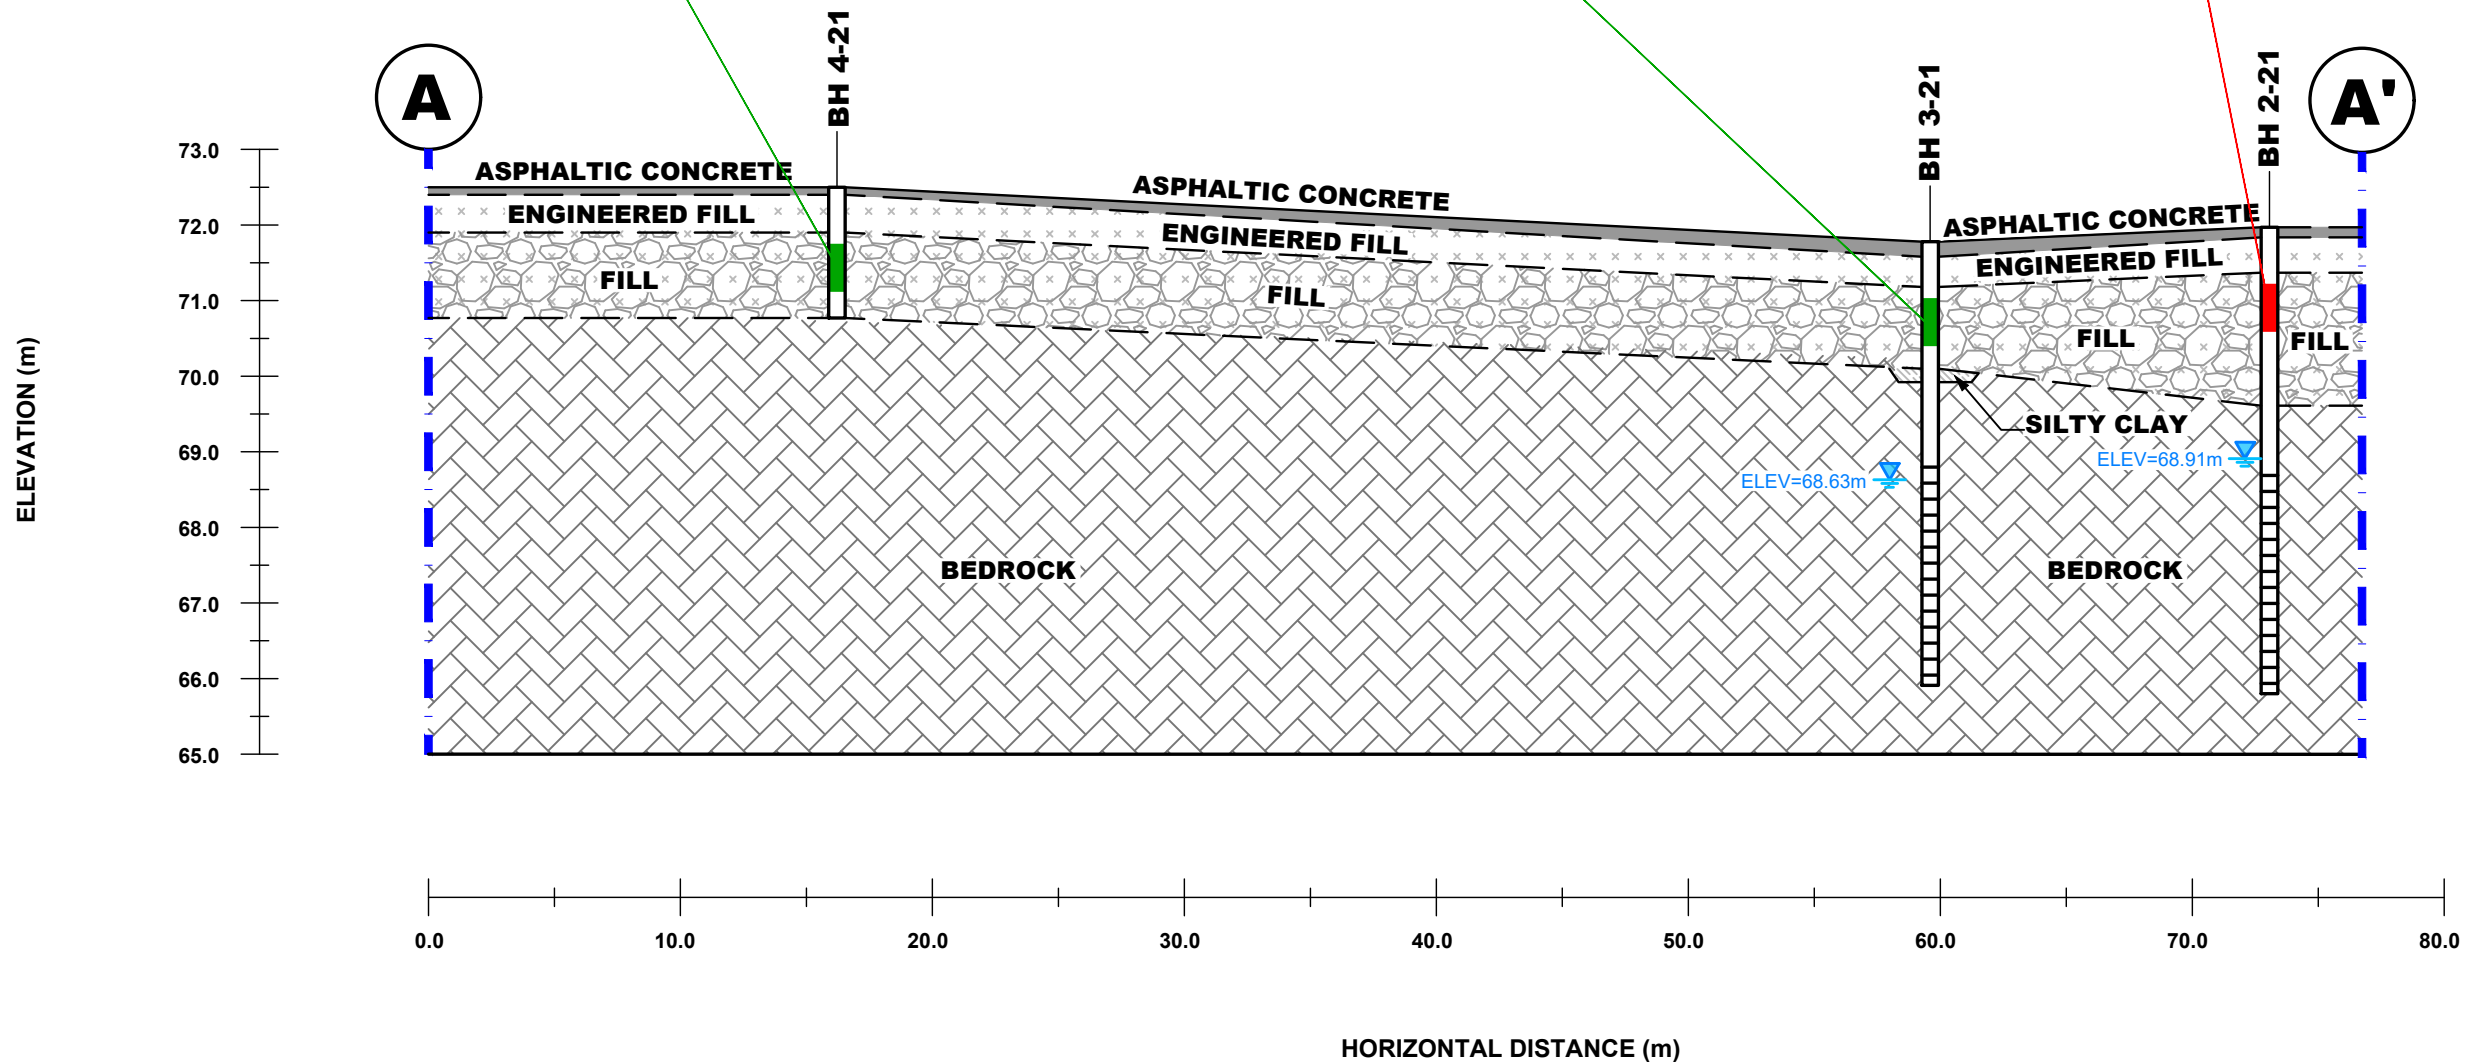 BH 4-21
BH 3-21
BH 2-21
A
A'
73.0
72.0
71.0
70.0
69.0
68.0
67.0
66.0
65.0
ELEVATION (m)
ASPHALTIC CONCRETE
ASPHALTIC CONCRETE
ASPHALTIC CONCRETE
ENGINEERED FILL
ENGINEERED FILL
ENGINEERED FILL
FILL
FILL
FILL
FILL
SILTY CLAY
ELEV=68.63m
ELEV=68.91m
BEDROCK
BEDROCK
0.0
10.0
20.0
30.0
40.0
50.0
60.0
70.0
80.0
HORIZONTAL DISTANCE (m)